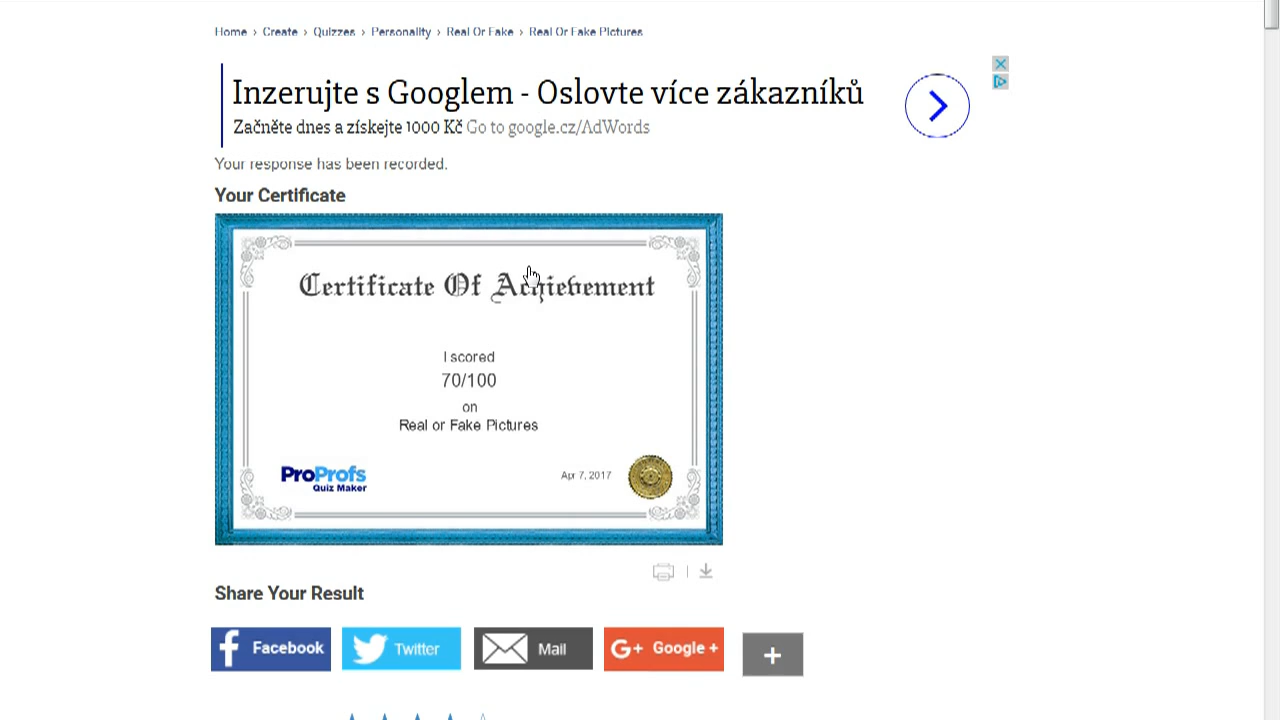 Home › Create › Quizzes › Personality › Real Or Fake › Real Or Fake Pictures
Inzerujte s Googlem - Oslovte více zákazníků
Začněte dnes a získejte 1000 Kč Go to google.cz/AdWords
Your response has been recorded.
Your Certificate
Certificate Of Achievement
I scored
70/100
on
Real or Fake Pictures
ProProfs
Quiz Maker
Apr 7, 2017
Share Your Result
Facebook
Twitter
Mail
G+ Google +
+